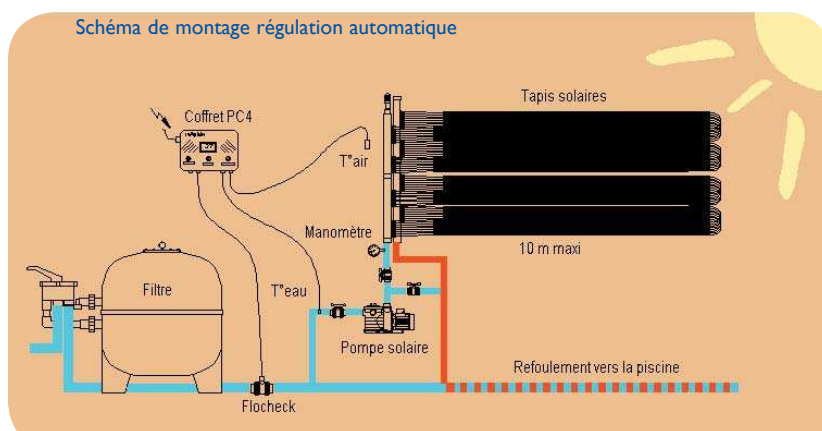 Schéma de montage régulation automatique
Coffret PC4
Tapis solaires
T°air
Manomètre
10 m maxi
Filtre
T°eau
Pompe solaire
Refoulement vers la piscine
Flocheck